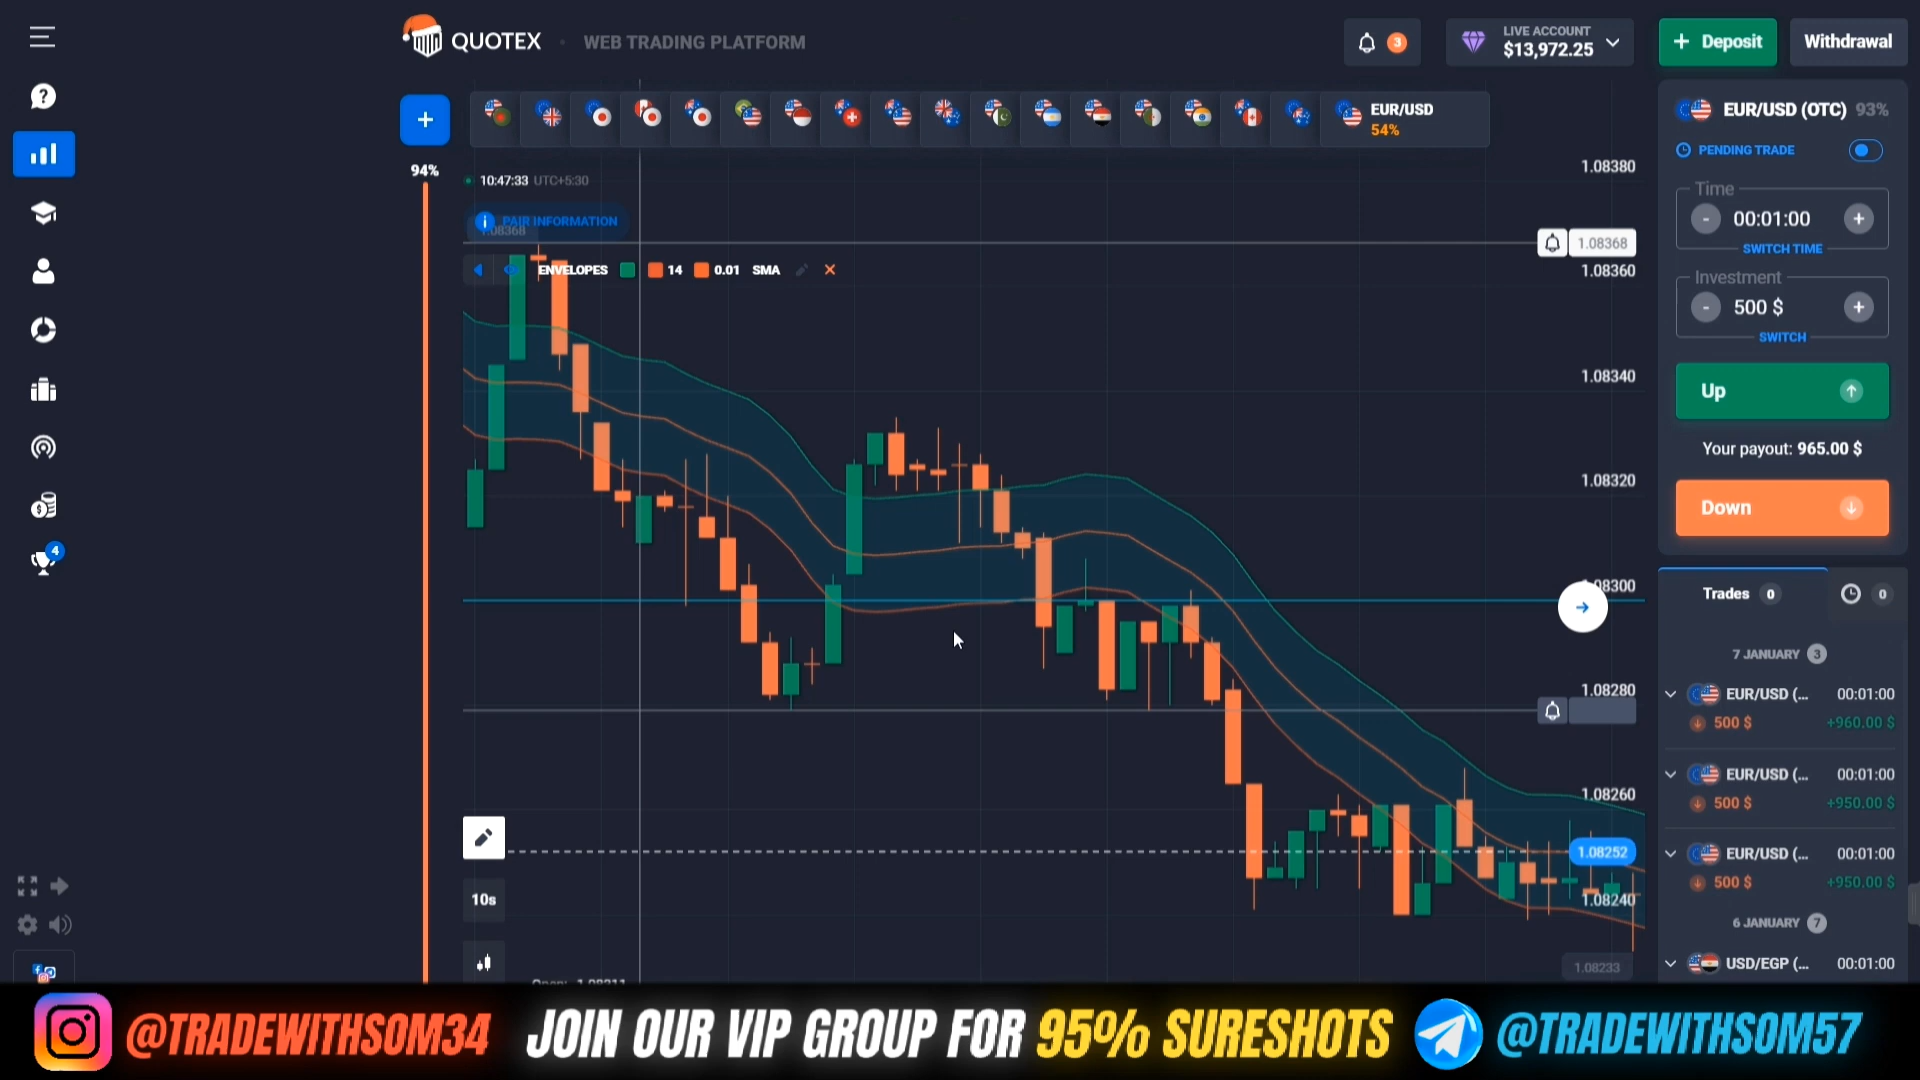 QUOTEX
WEB TRADING PLATFORM
3
LIVE ACCOUNT
$13,972.25
+ Deposit
Withdrawal
+
EUR/USD
54%
94%
10:47:33 UTC+5:30
PAIR INFORMATION
1.08368
ENVELOPES 14 0.01 SMA
1.08380
1.08368
1.08360
1.08340
1.08320
1.08300
1.08280
1.08260
1.08252
1.08240
1.08233
10s
4
EUR/USD (OTC) 93%
PENDING TRADE
Time
- 00:01:00 +
SWITCH TIME
Investment
- 500 $ +
SWITCH
Up
Your payout: 965.00 $
Down
Trades 0
0
7 JANUARY 3
EUR/USD (... 00:01:00
500 $ +960.00 $
EUR/USD (... 00:01:00
500 $ +950.00 $
EUR/USD (... 00:01:00
500 $ +950.00 $
6 JANUARY 7
USD/EGP (... 00:01:00
@TRADEWITHSOM34
JOIN OUR VIP GROUP FOR 95% SURESHOTS
@TRADEWITHSOM57